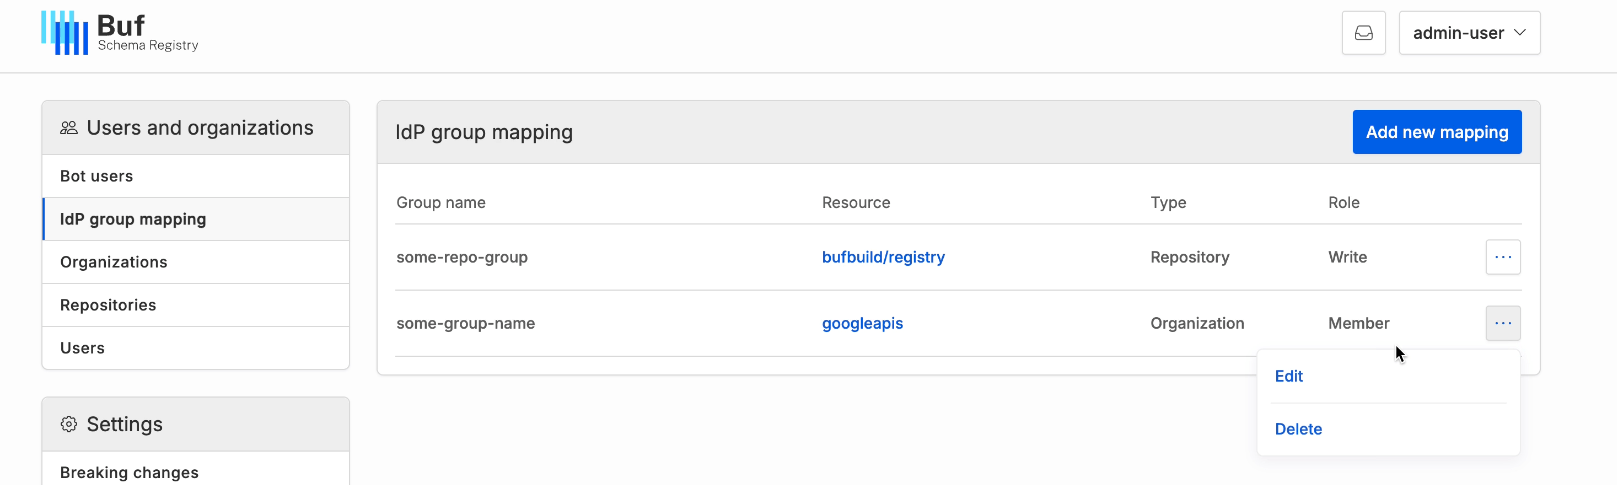 Buf
Schema Registry
admin-user
Users and organizations
Bot users
IdP group mapping
Organizations
Repositories
Users
Settings
Breaking changes
IdP group mapping
Add new mapping
Group name Resource Type Role
some-repo-group bufbuild/registry Repository Write ...
some-group-name googleapis Organization Member ...
Edit
Delete